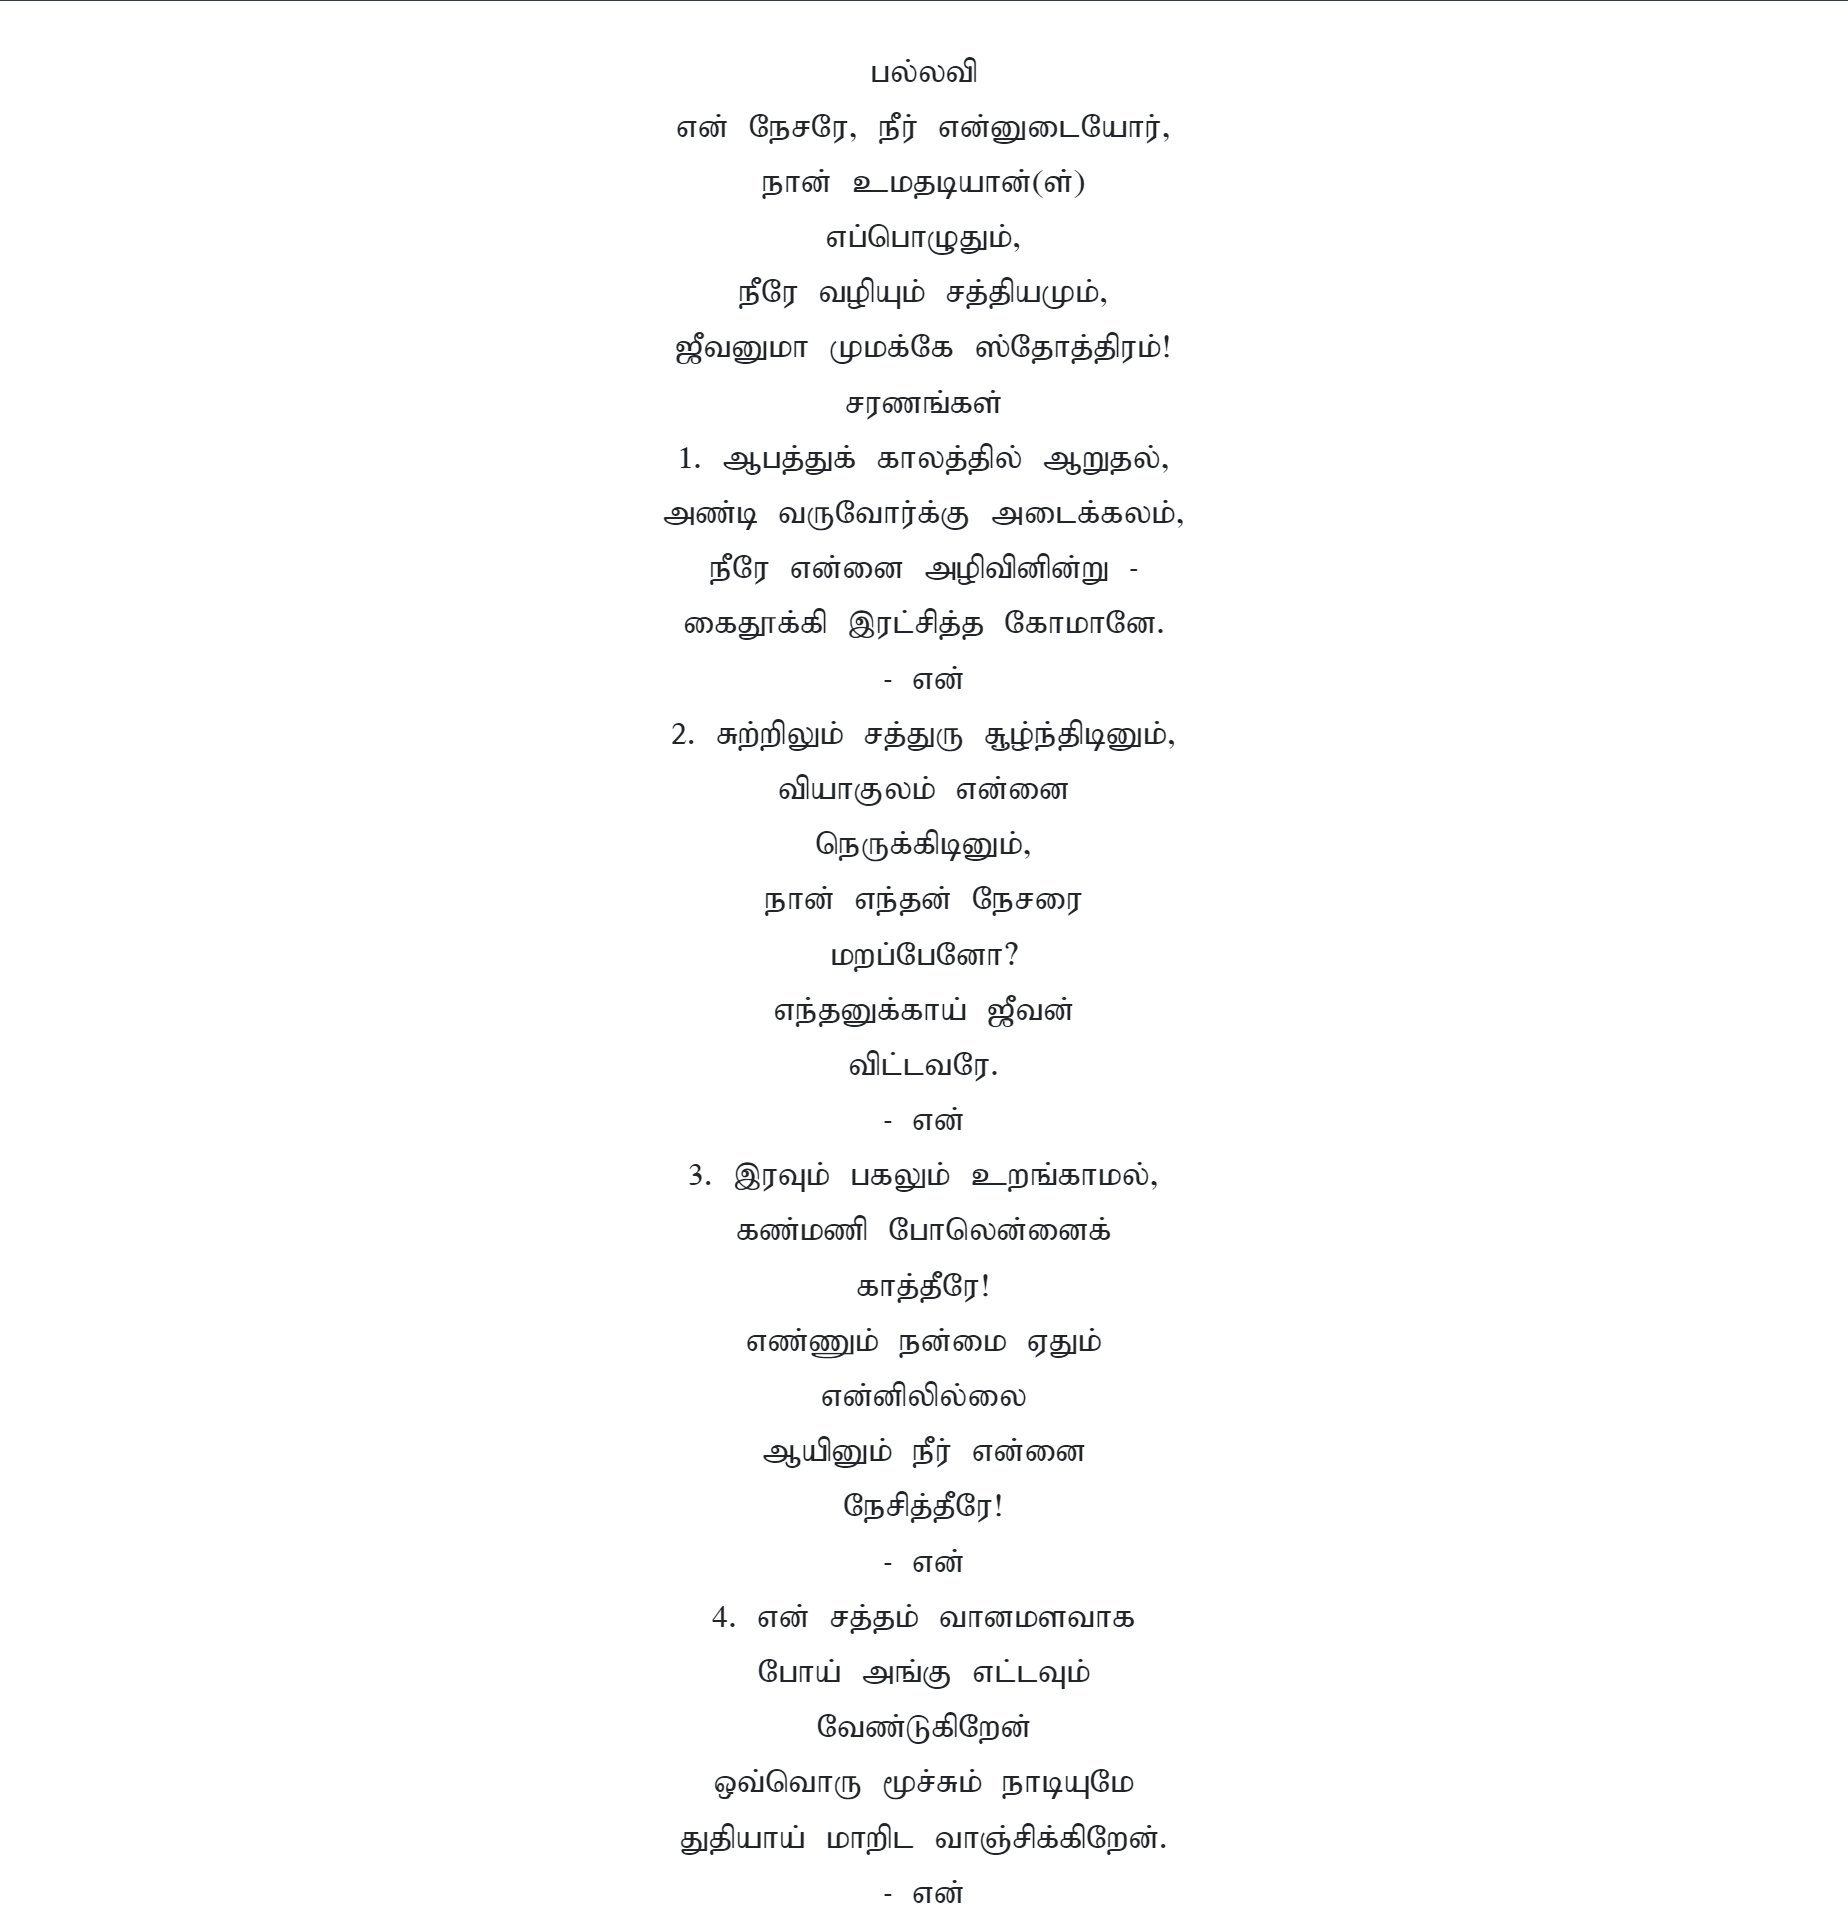 பல்லவி
என் நேசரே, நீர் என்னுடையோர்,
நான் உமதடியான்(ள்)
எப்பொழுதும்,
நீரே வழியும் சத்தியமும்,
ஜீவனுமா முமக்கே ஸ்தோத்திரம்!
சரணங்கள்
1. ஆபத்துக் காலத்தில் ஆறுதல்,
அண்டி வருவோர்க்கு அடைக்கலம்,
நீரே என்னை அழிவினின்று -
கைதூக்கி இரட்சித்த கோமானே.
- என்
2. சுற்றிலும் சத்துரு சூழ்ந்திடினும்,
வியாகுலம் என்னை
நெருக்கிடினும்,
நான் எந்தன் நேசரை
மறப்பேனோ?
எந்தனுக்காய் ஜீவன்
விட்டவரே.
- என்
3. இரவும் பகலும் உறங்காமல்,
கண்மணி போலென்னைக்
காத்தீரே!
எண்ணும் நன்மை ஏதும்
என்னிலில்லை
ஆயினும் நீர் என்னை
நேசித்தீரே!
- என்
4. என் சத்தம் வானமளவாக
போய் அங்கு எட்டவும்
வேண்டுகிறேன்
ஒவ்வொரு மூச்சும் நாடியுமே
துதியாய் மாறிட வாஞ்சிக்கிறேன்.
- என்